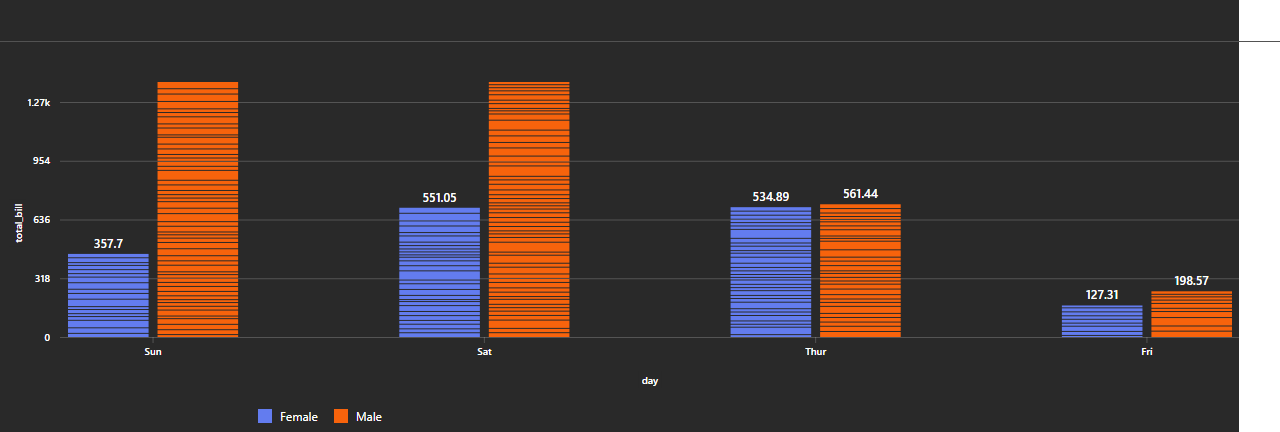 1.27k
954
636
318
0
total_bill
357.7
551.05
534.89
561.44
127.31
198.57
Sun
Sat
Thur
Fri
day
Female
Male